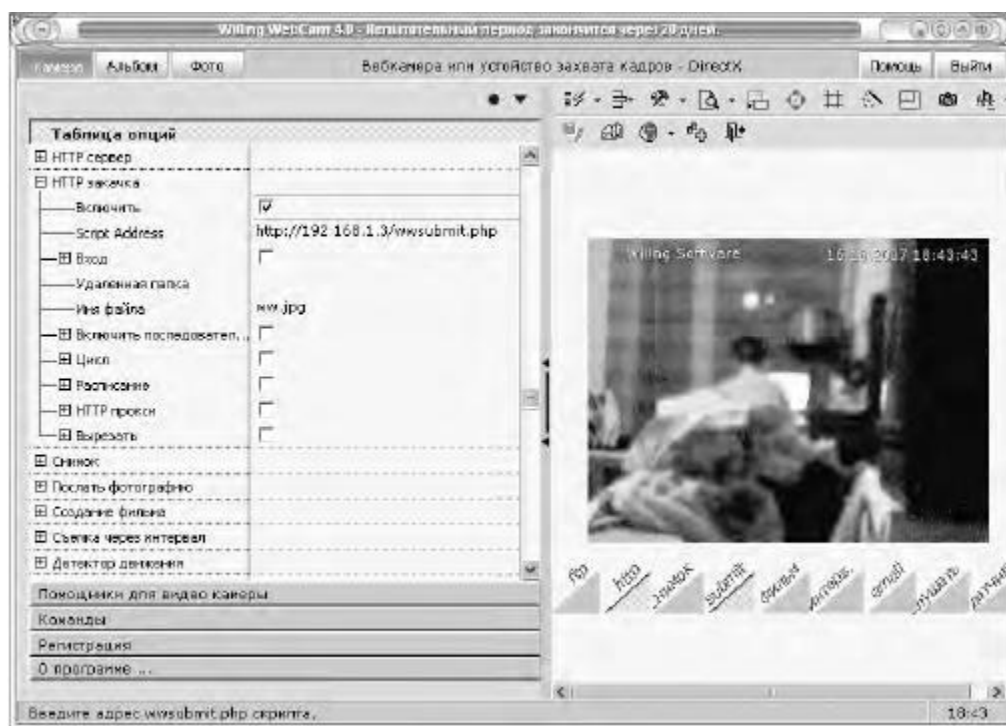 Willing WebCam 4.0 - Испытательный период закончится через 20 дней.
Камера Альбом Фото
Вебкамера или устойство захвата кадров - DirectX
Помощь Выйти
Таблица опций
HTTP сервер
HTTP закачка
Включить
Script Address http://192.168.1.3/wwsubmit.php
Вход
Удаленная папка
Имя файла ww.jpg
Включить последовател...
Цикл
Расписание
HTTP прокси
Вырезать
Снимок
Послать фотографию
Создание фильма
Съемка через интервал
Детектор движения
Помощники для видео камеры
Команды
Регистрация
О программе ...
Willing Software 18:43:43
ftp http снимок submit фильм интерв. email
Введите адрес wwsubmit.php скрипта.
18:43